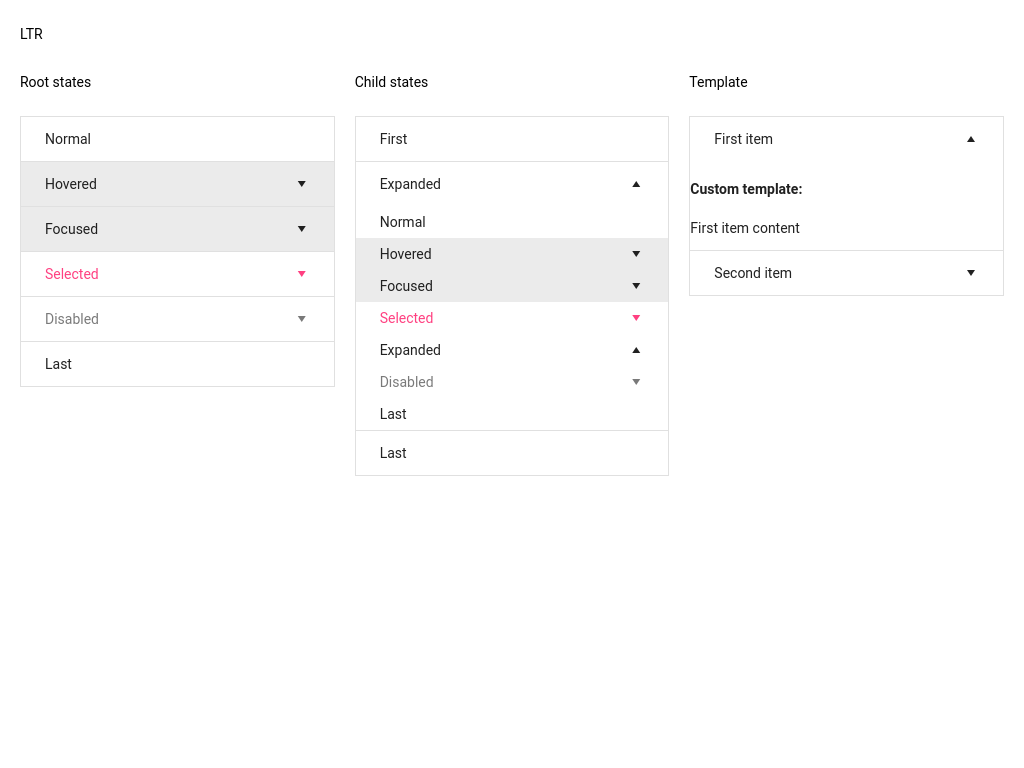 LTR
Root states
Normal
Hovered
Focused
Selected
Disabled
Last
Child states
First
Expanded
Normal
Hovered
Focused
Selected
Expanded
Disabled
Last
Last
Template
First item
Custom template:
First item content
Second item